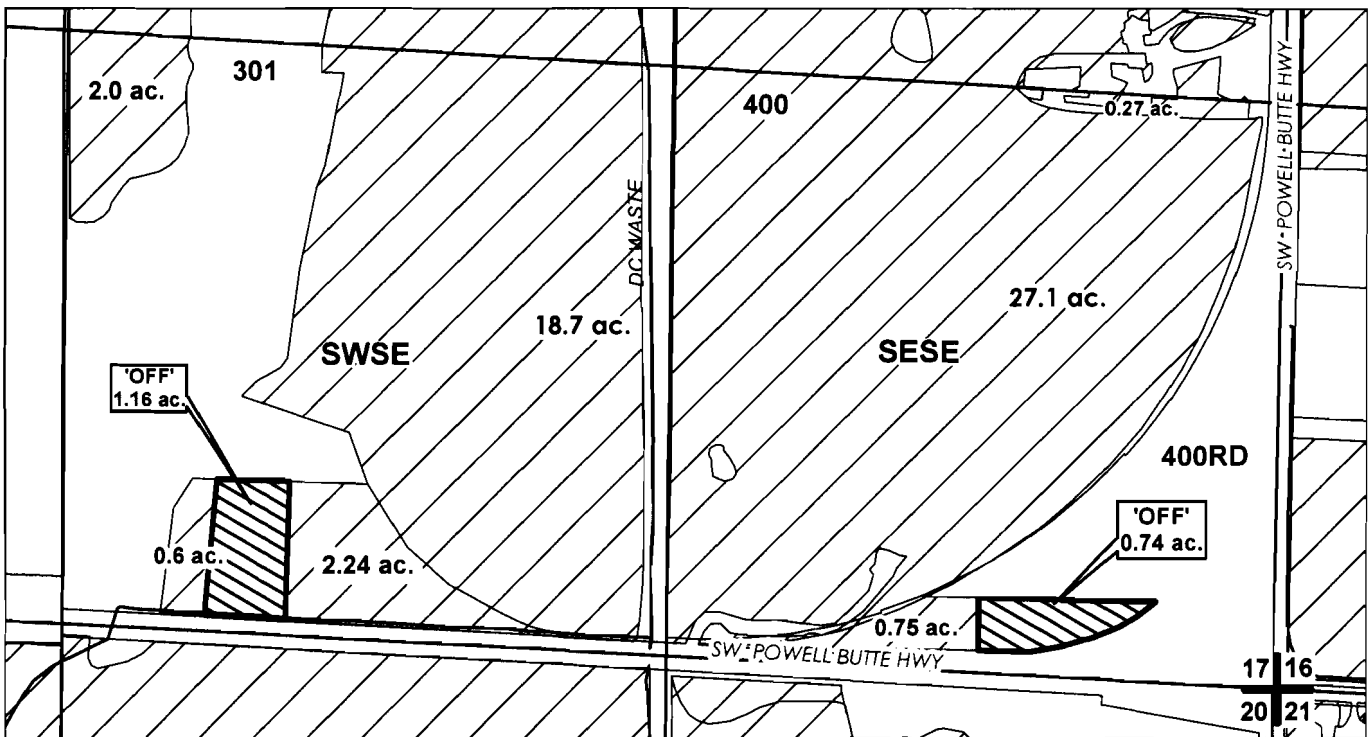 301
2.0 ac.
400
0.27 ac.
SW POWELL BUTTE HWY
DC WASTE
27.1 ac.
18.7 ac.
SWSE
SESE
'OFF'
1.16 ac.
400RD
'OFF'
0.74 ac.
0.6 ac.
2.24 ac.
0.75 ac.
SW POWELL BUTTE HWY
17 16
20 21